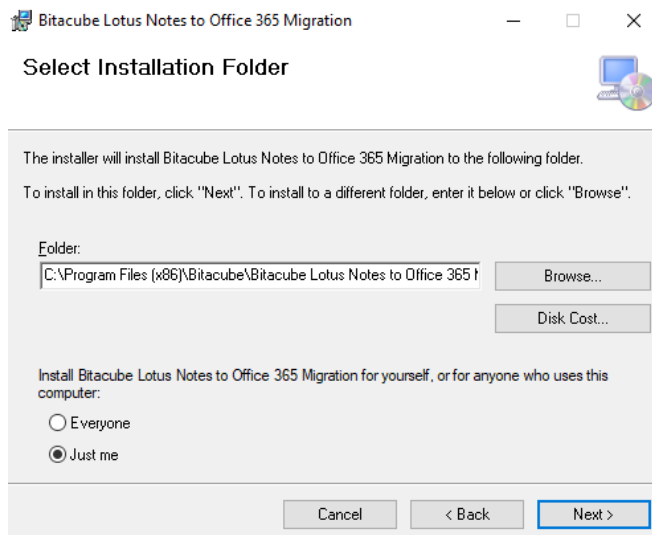 Bitacube Lotus Notes to Office 365 Migration
Select Installation Folder
The installer will install Bitacube Lotus Notes to Office 365 Migration to the following folder.
To install in this folder, click "Next". To install to a different folder, enter it below or click "Browse".
Folder:
C:\Program Files (x86)\Bitacube\Bitacube Lotus Notes to Office 365
Browse...
Disk Cost...
Install Bitacube Lotus Notes to Office 365 Migration for yourself, or for anyone who uses this
computer:
Everyone
Just me
Cancel
< Back
Next >